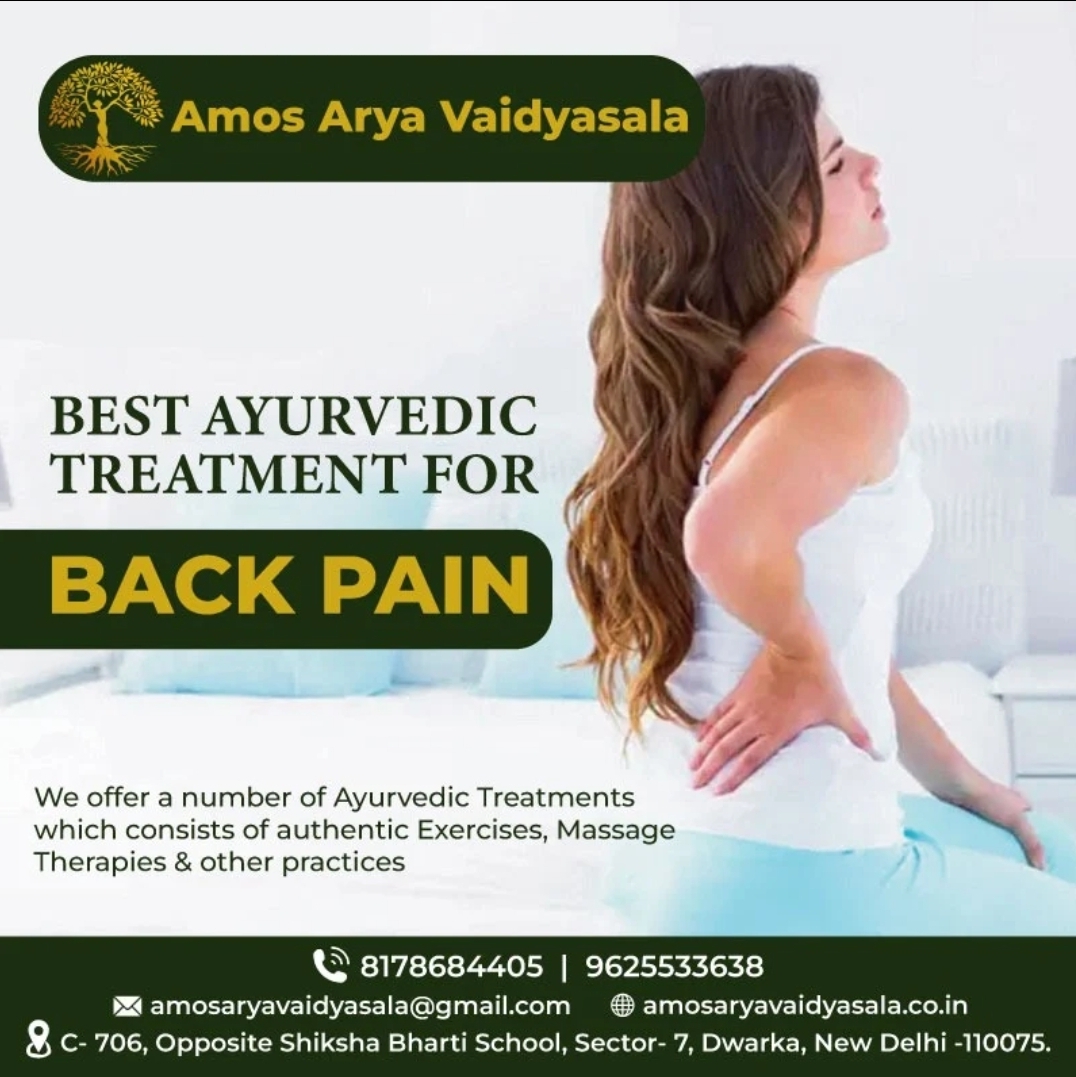 Amos Arya Vaidyasala
BEST AYURVEDIC
TREATMENT FOR
BACK PAIN
We offer a number of Ayurvedic Treatments
which consists of authentic Exercises, Massage
Therapies & other practices
8178684405 | 9625533638
amosaryavaidyasala@gmail.com amosaryavaidyasala.co.in
C- 706, Opposite Shiksha Bharti School, Sector- 7, Dwarka, New Delhi -110075.